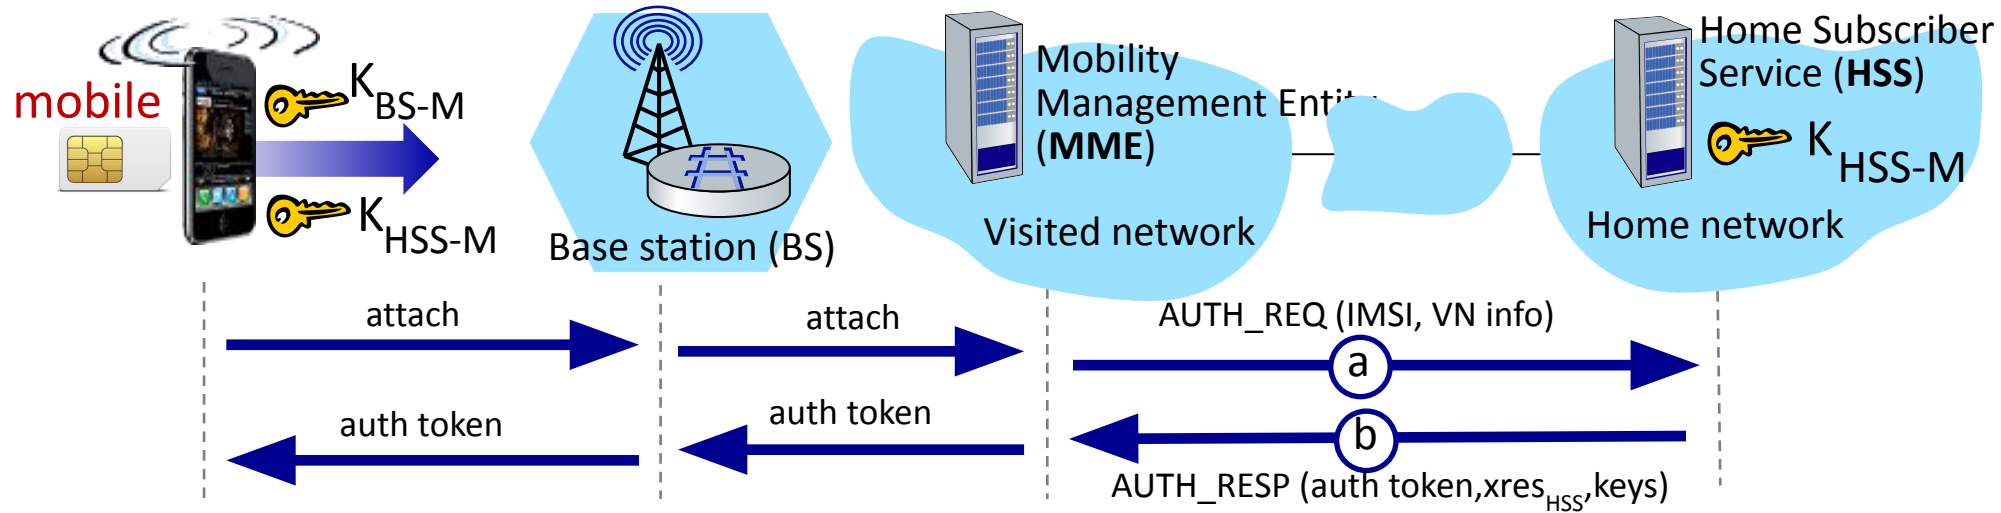 mobile
K BS-M
K HSS-M
Base station (BS)
Mobility
Management Entity
(MME)
Visited network
Home Subscriber
Service (HSS)
K HSS-M
Home network
attach
attach
AUTH_REQ (IMSI, VN info)
a
auth token
auth token
b
AUTH_RESP (auth token,xres HSS,keys)